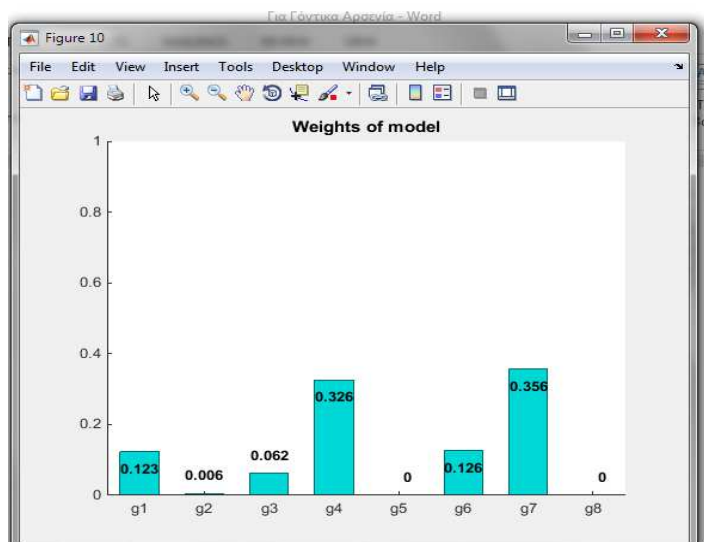 Για Γόντικα Αρσενία - Word
Figure 10
File Edit View Insert Tools Desktop Window Help
Weights of model
1
0.8
0.6
0.4
0.2
0
0.123
0.006
0.062
0.326
0
0.126
0.356
0
g1 g2 g3 g4 g5 g6 g7 g8